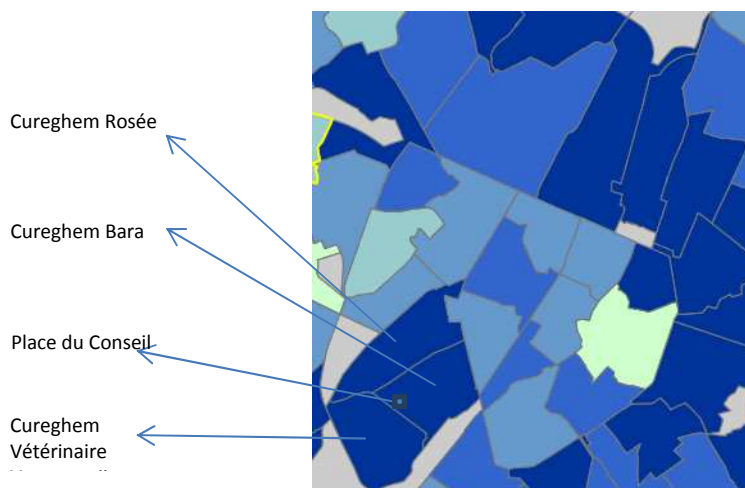 Cureghem Rosée
Cureghem Bara
Place du Conseil
Cureghem
Vétérinaire